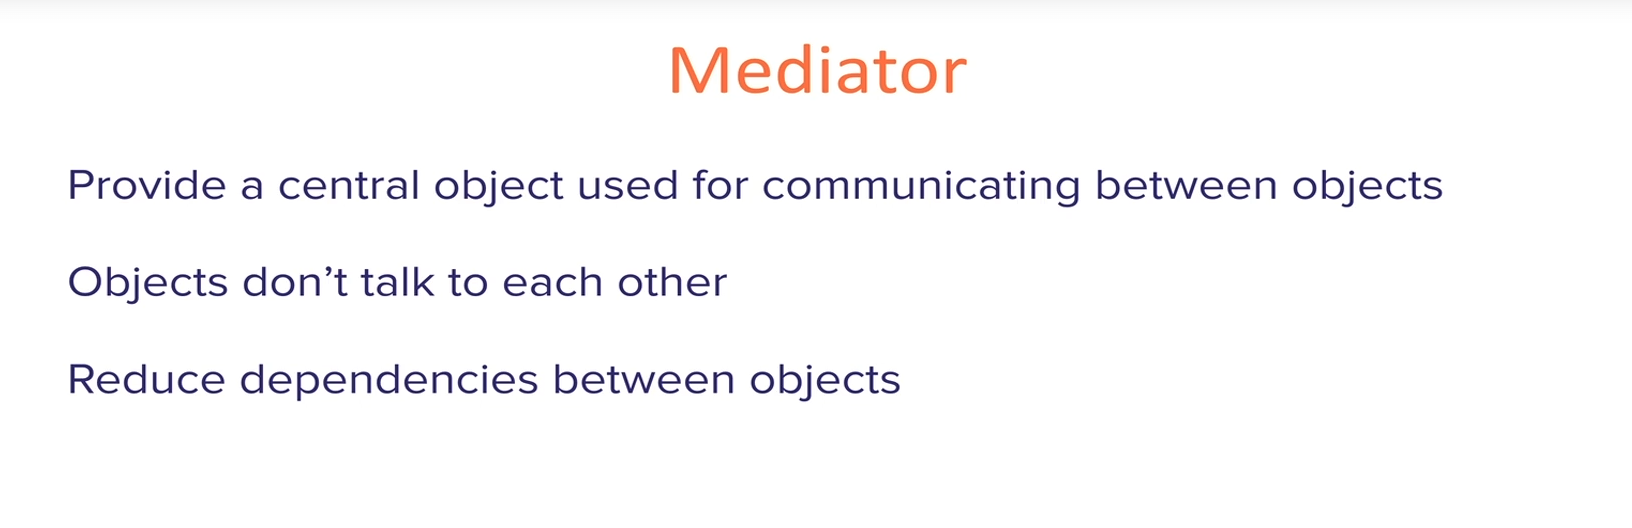 Mediator
Provide a central object used for communicating between objects
Objects don’t talk to each other
Reduce dependencies between objects